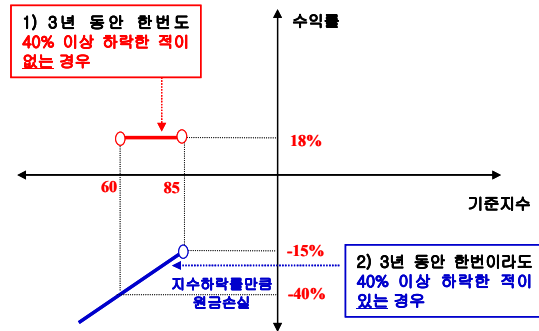 1) 3년 동안 한번도
40% 이상 하락한 적이
없는 경우
수익률
18%
60
85
기준지수
-15%
지수하락률만큼
원금손실
-40%
2) 3년 동안 한번이라도
40% 이상 하락한 적이
있는 경우